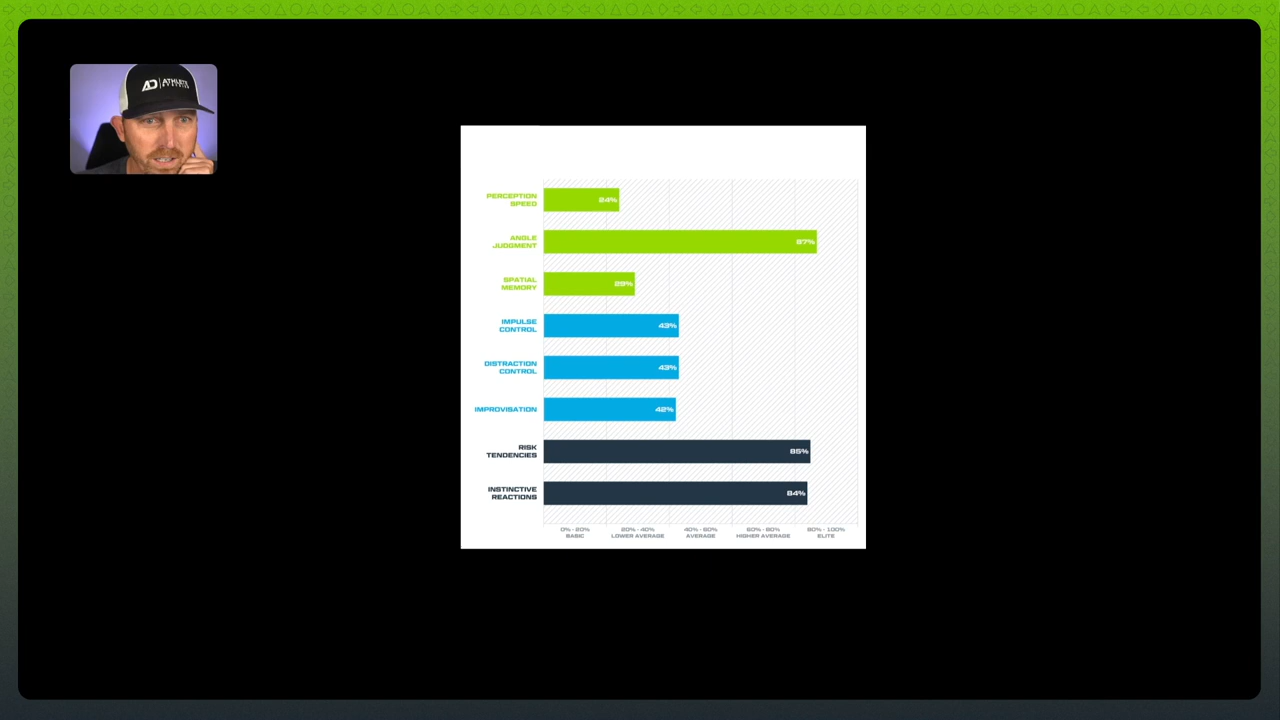 AD | ATHLETE
PERCEPTION
SPEED
24%
ANGLE
JUDGMENT
87%
SPATIAL
MEMORY
29%
IMPULSE
CONTROL
43%
DISTRACTION
CONTROL
43%
IMPROVISATION
42%
RISK
TENDENCIES
85%
INSTINCTIVE
REACTIONS
84%
0% - 20%
BASIC
20% - 40%
LOWER AVERAGE
40% - 60%
AVERAGE
60% - 80%
HIGHER AVERAGE
80% - 100%
ELITE